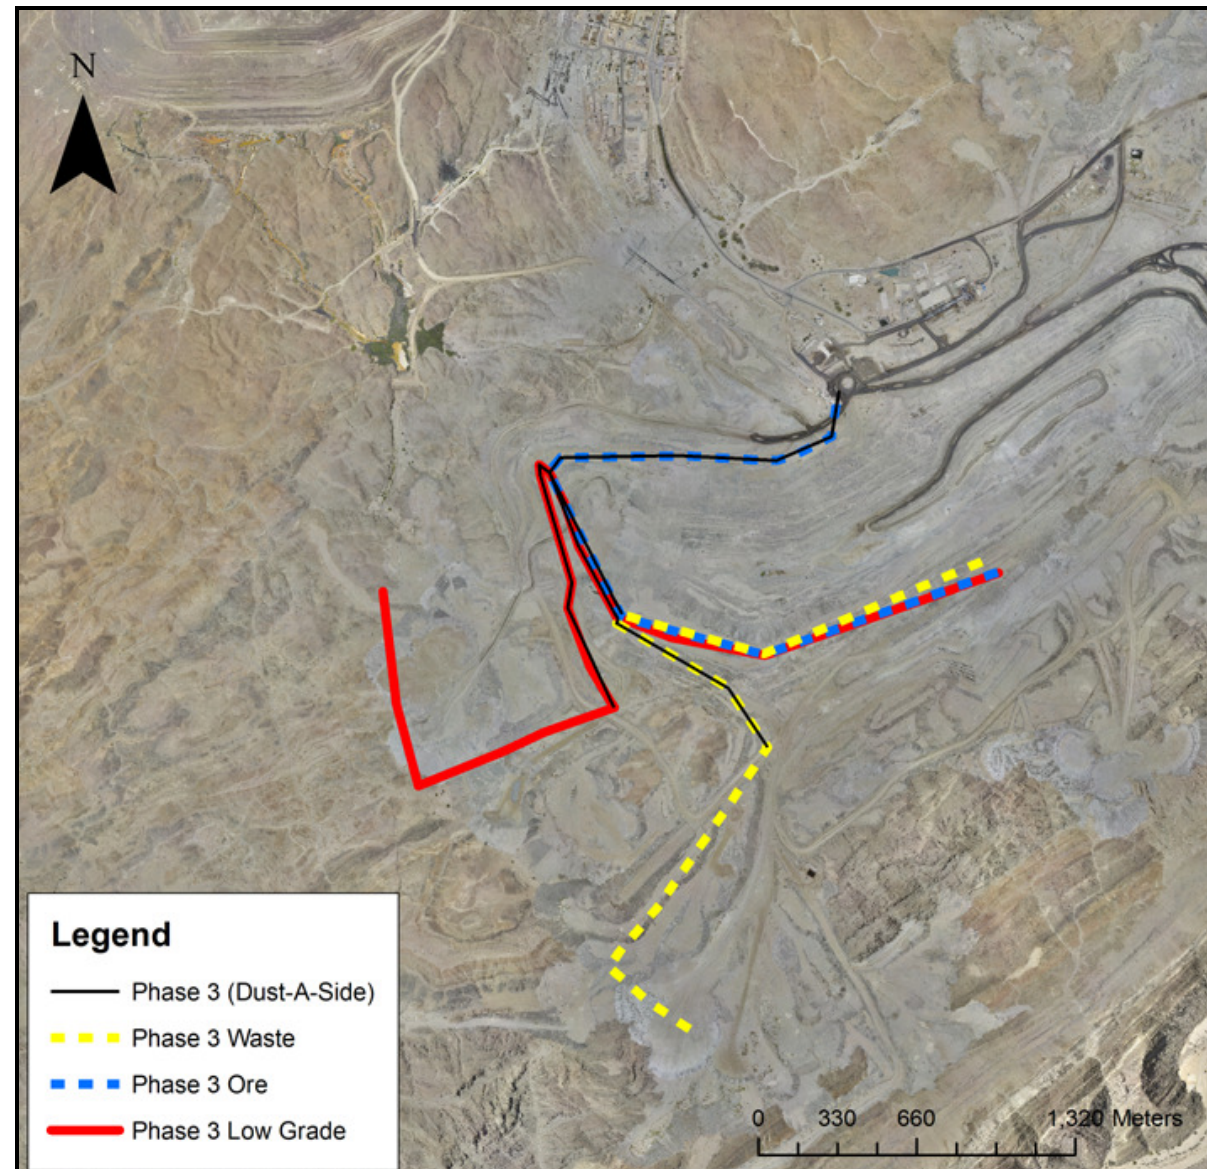 N
Legend
Phase 3 (Dust-A-Side)
Phase 3 Waste
Phase 3 Ore
Phase 3 Low Grade
0 330 660 1,320 Meters